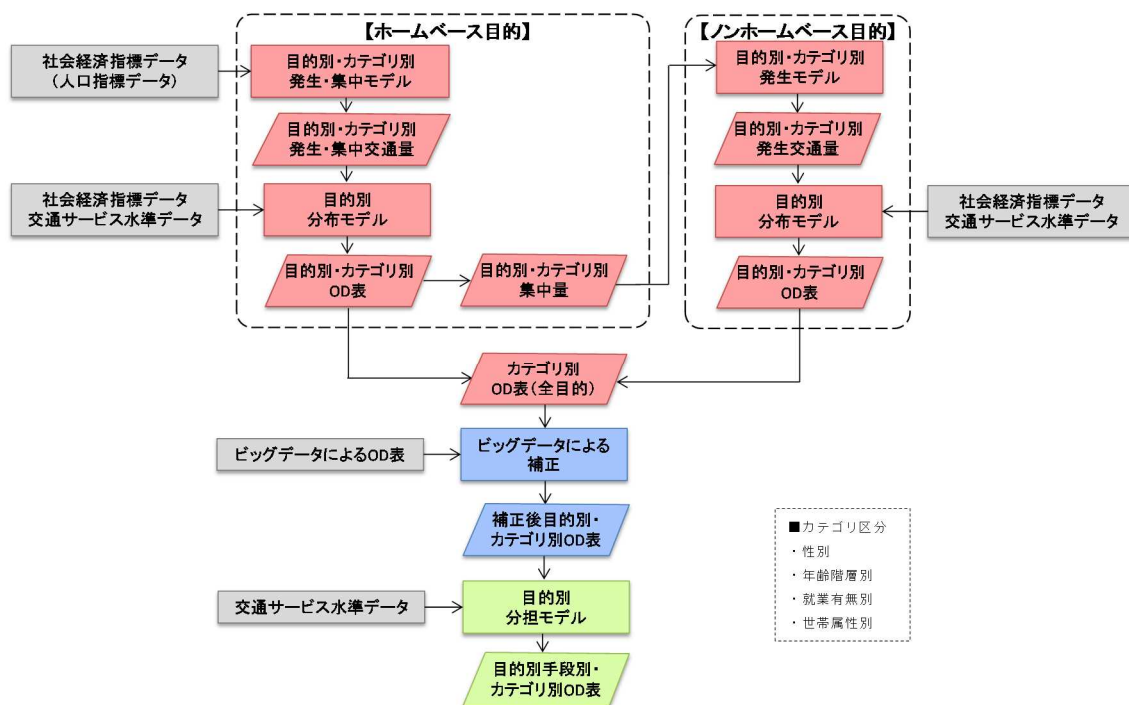 【ホームベース目的】
社会経済指標データ
(人口指標データ)
目的別・カテゴリ別
発生・集中モデル
目的別・カテゴリ別
発生・集中交通量
社会経済指標データ
交通サービス水準データ
目的別
分布モデル
目的別・カテゴリ別
OD表
目的別・カテゴリ別
集中量
【ノンホームベース目的】
目的別・カテゴリ別
発生モデル
目的別・カテゴリ別
発生交通量
目的別
分布モデル
社会経済指標データ
交通サービス水準データ
目的別・カテゴリ別
OD表
カテゴリ別
OD表(全目的)
ビッグデータによるOD表
ビッグデータによる
補正
補正後目的別・
カテゴリ別OD表
交通サービス水準データ
目的別
分担モデル
目的別手段別・
カテゴリ別OD表
■カテゴリ区分
・性別
・年齢階層別
・就業有無別
・世帯属性別